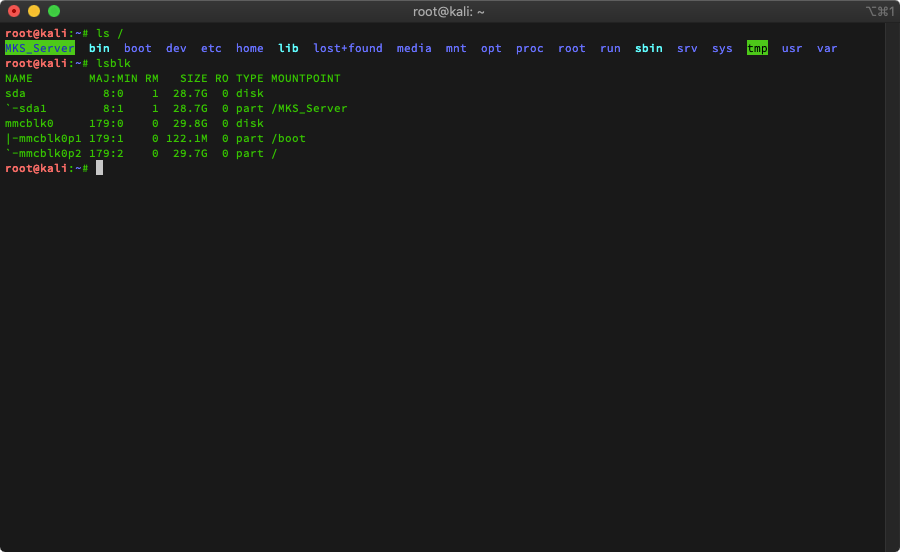 root@kali: ~
⌥⌘1
root@kali:~# ls /
MKS_Server  bin  boot  dev  etc  home  lib  lost+found  media  mnt  opt  proc  root  run  sbin  srv  sys  tmp  usr  var
root@kali:~# lsblk
NAME        MAJ:MIN RM   SIZE RO TYPE MOUNTPOINT
sda           8:0    1  28.7G  0 disk
`-sda1        8:1    1  28.7G  0 part /MKS_Server
mmcblk0     179:0    0  29.8G  0 disk
|-mmcblk0p1 179:1    0 122.1M  0 part /boot
`-mmcblk0p2 179:2    0  29.7G  0 part /
root@kali:~#